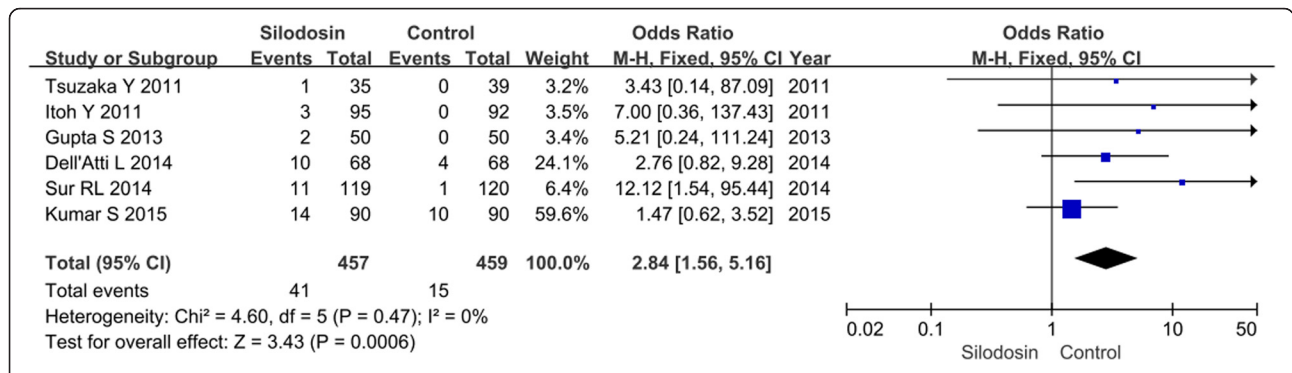 Silodosin Control Odds Ratio Odds Ratio
Study or Subgroup Events Total Events Total Weight M-H, Fixed, 95% CI Year M-H, Fixed, 95% CI
Tsuzaka Y 2011 1 35 0 39 3.2% 3.43 [0.14, 87.09] 2011
Itoh Y 2011 3 95 0 92 3.5% 7.00 [0.36, 137.43] 2011
Gupta S 2013 2 50 0 50 3.4% 5.21 [0.24, 111.24] 2013
Dell'Atti L 2014 10 68 4 68 24.1% 2.76 [0.82, 9.28] 2014
Sur RL 2014 11 119 1 120 6.4% 12.12 [1.54, 95.44] 2014
Kumar S 2015 14 90 10 90 59.6% 1.47 [0.62, 3.52] 2015
Total (95% CI) 457 459 100.0% 2.84 [1.56, 5.16]
Total events 41 15
Heterogeneity: Chi² = 4.60, df = 5 (P = 0.47); I² = 0%
Test for overall effect: Z = 3.43 (P = 0.0006)
0.02 0.1 1 10 50
Silodosin Control